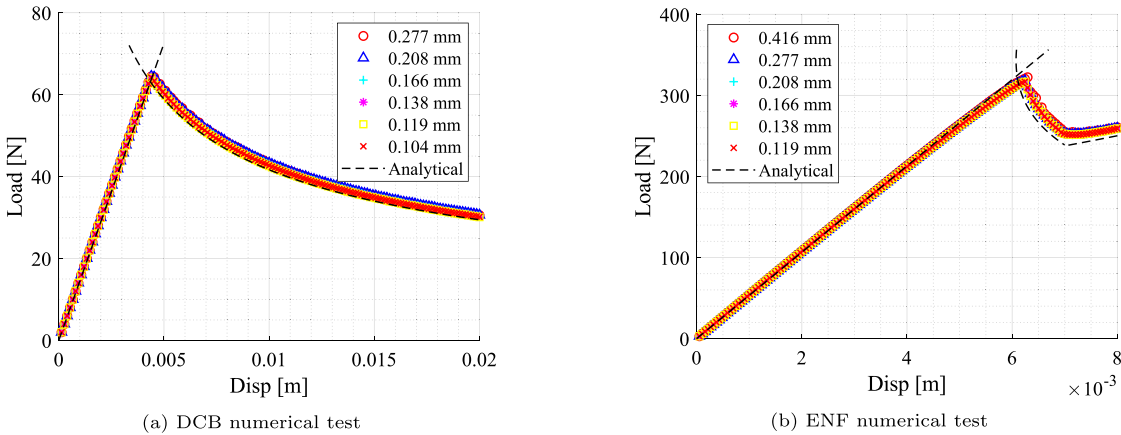 80
60
40
20
0
Load [N]
0.277 mm
0.208 mm
0.166 mm
0.138 mm
0.119 mm
0.104 mm
Analytical
0 0.005 0.01 0.015 0.02
Disp [m]
(a) DCB numerical test
400
300
200
100
0
Load [N]
0.416 mm
0.277 mm
0.208 mm
0.166 mm
0.138 mm
0.119 mm
Analytical
0 2 4 6 8
Disp [m]
×10⁻³
(b) ENF numerical test